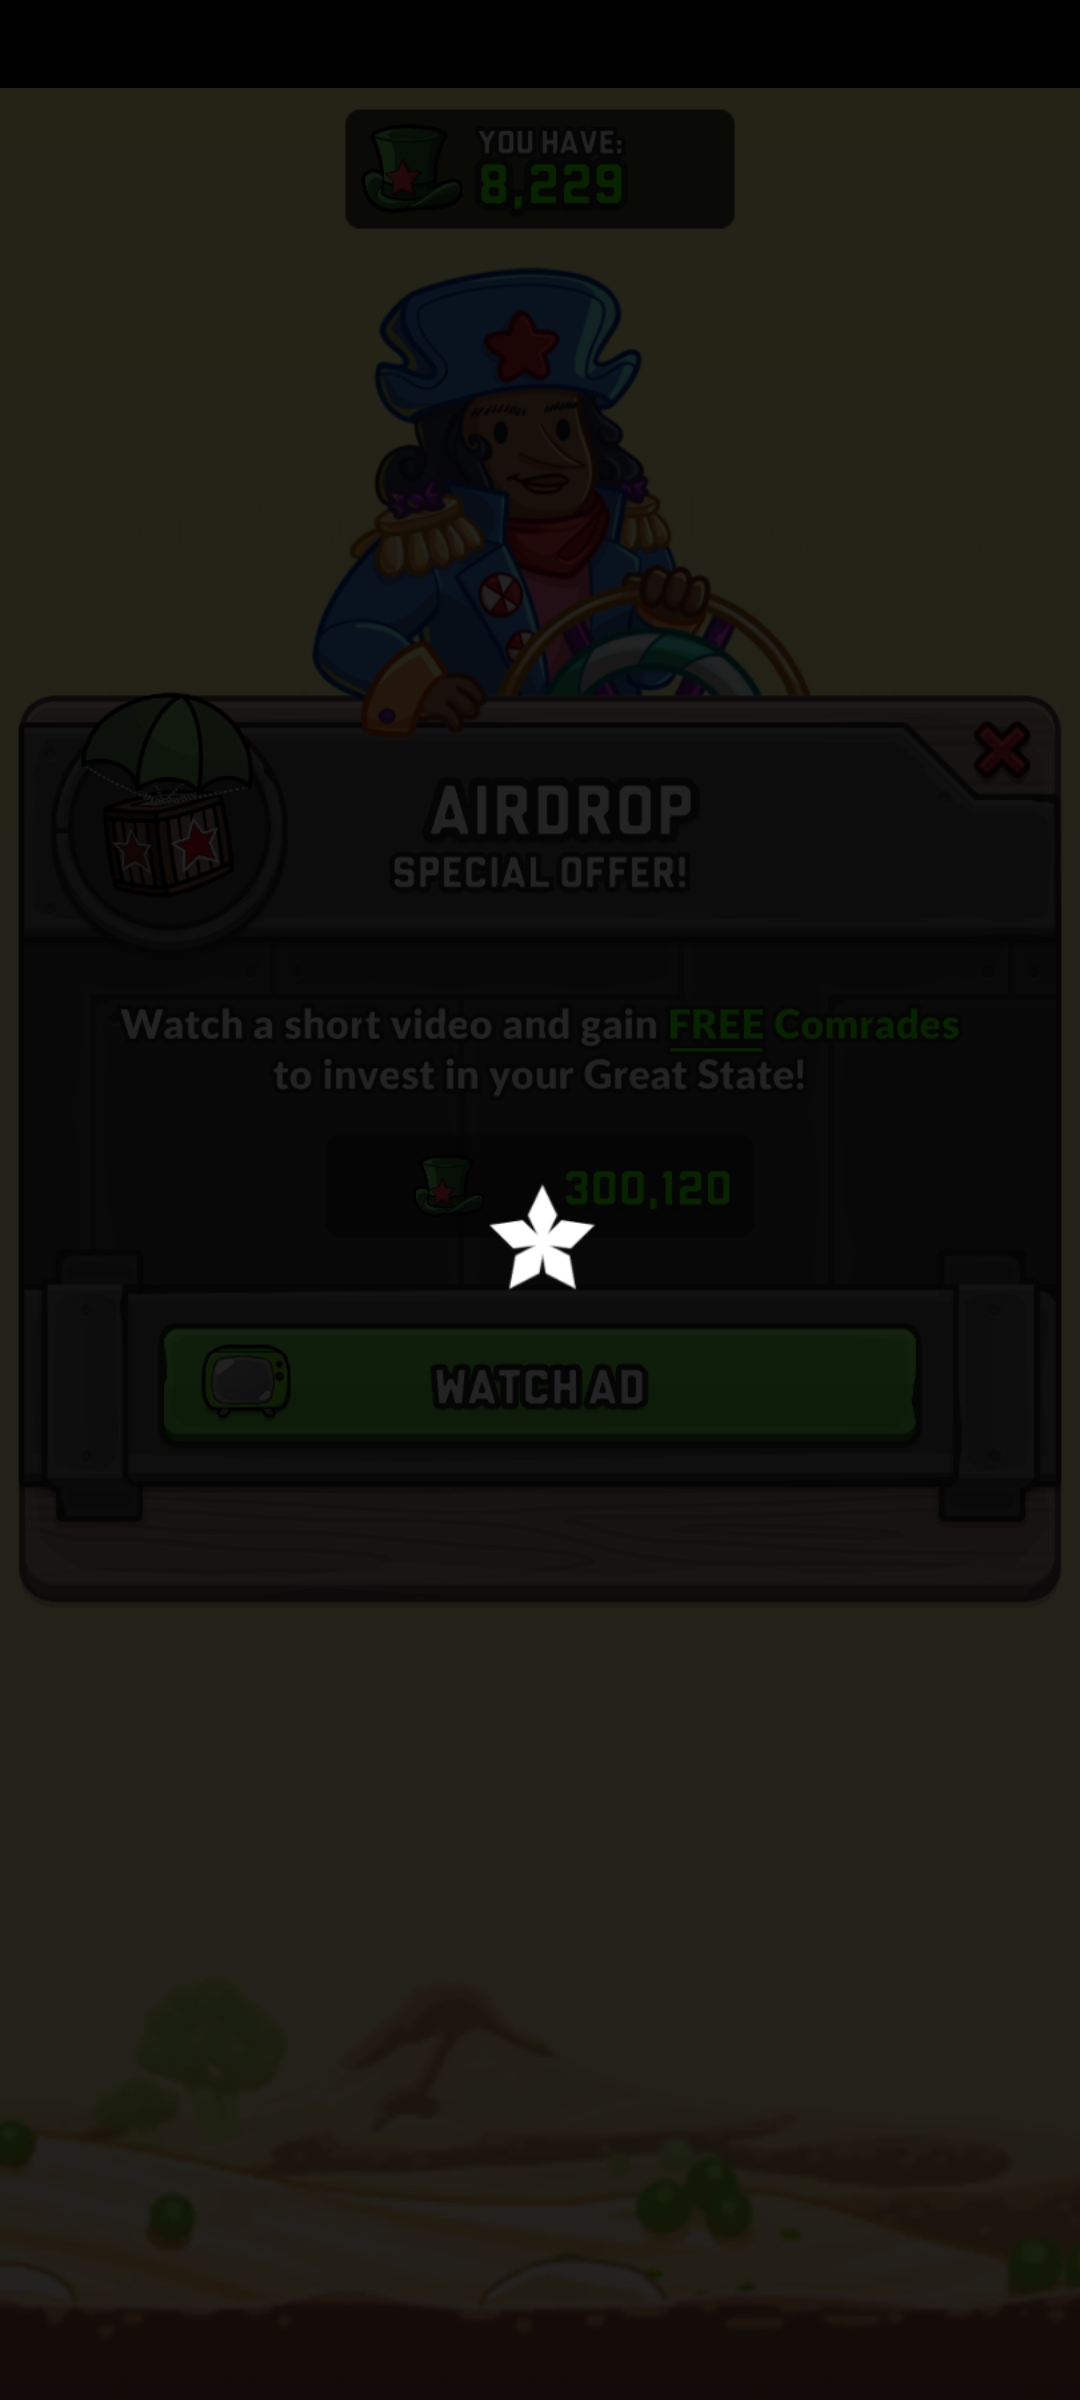 YOU HAVE:
8,229
AIRDROP
SPECIAL OFFER!
Watch a short video and gain FREE Comrades
to invest in your Great State!
300,120
WATCH AD